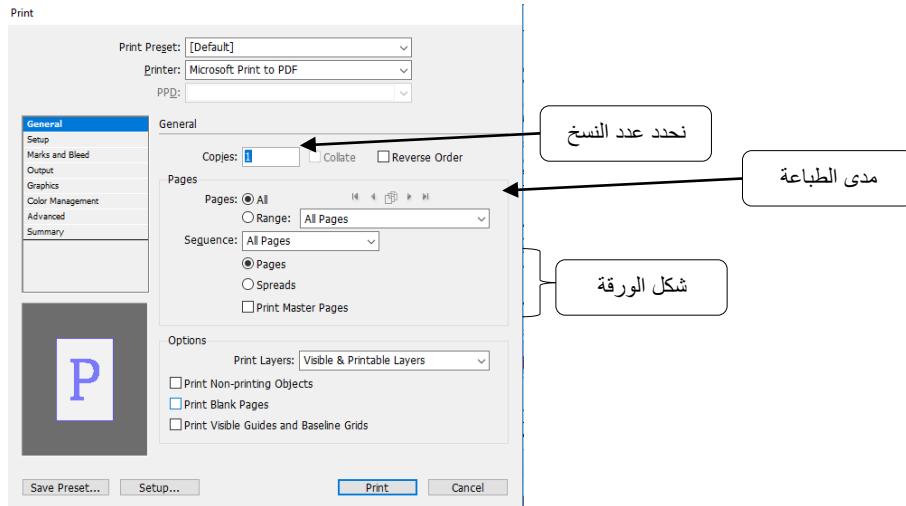 Print
Print Preset: [Default]
Printer: Microsoft Print to PDF
PPD:
General
Setup
Marks and Bleed
Output
Graphics
Color Management
Advanced
Summary
General
Copies: 1 Collate Reverse Order
Pages
Pages: All
Range: All Pages
Sequence: All Pages
Pages
Spreads
Print Master Pages
Options
Print Layers: Visible & Printable Layers
Print Non-printing Objects
Print Blank Pages
Print Visible Guides and Baseline Grids
P
Save Preset... Setup... Print Cancel
نحدد عدد النسخ
مدى الطباعة
شكل الورقة